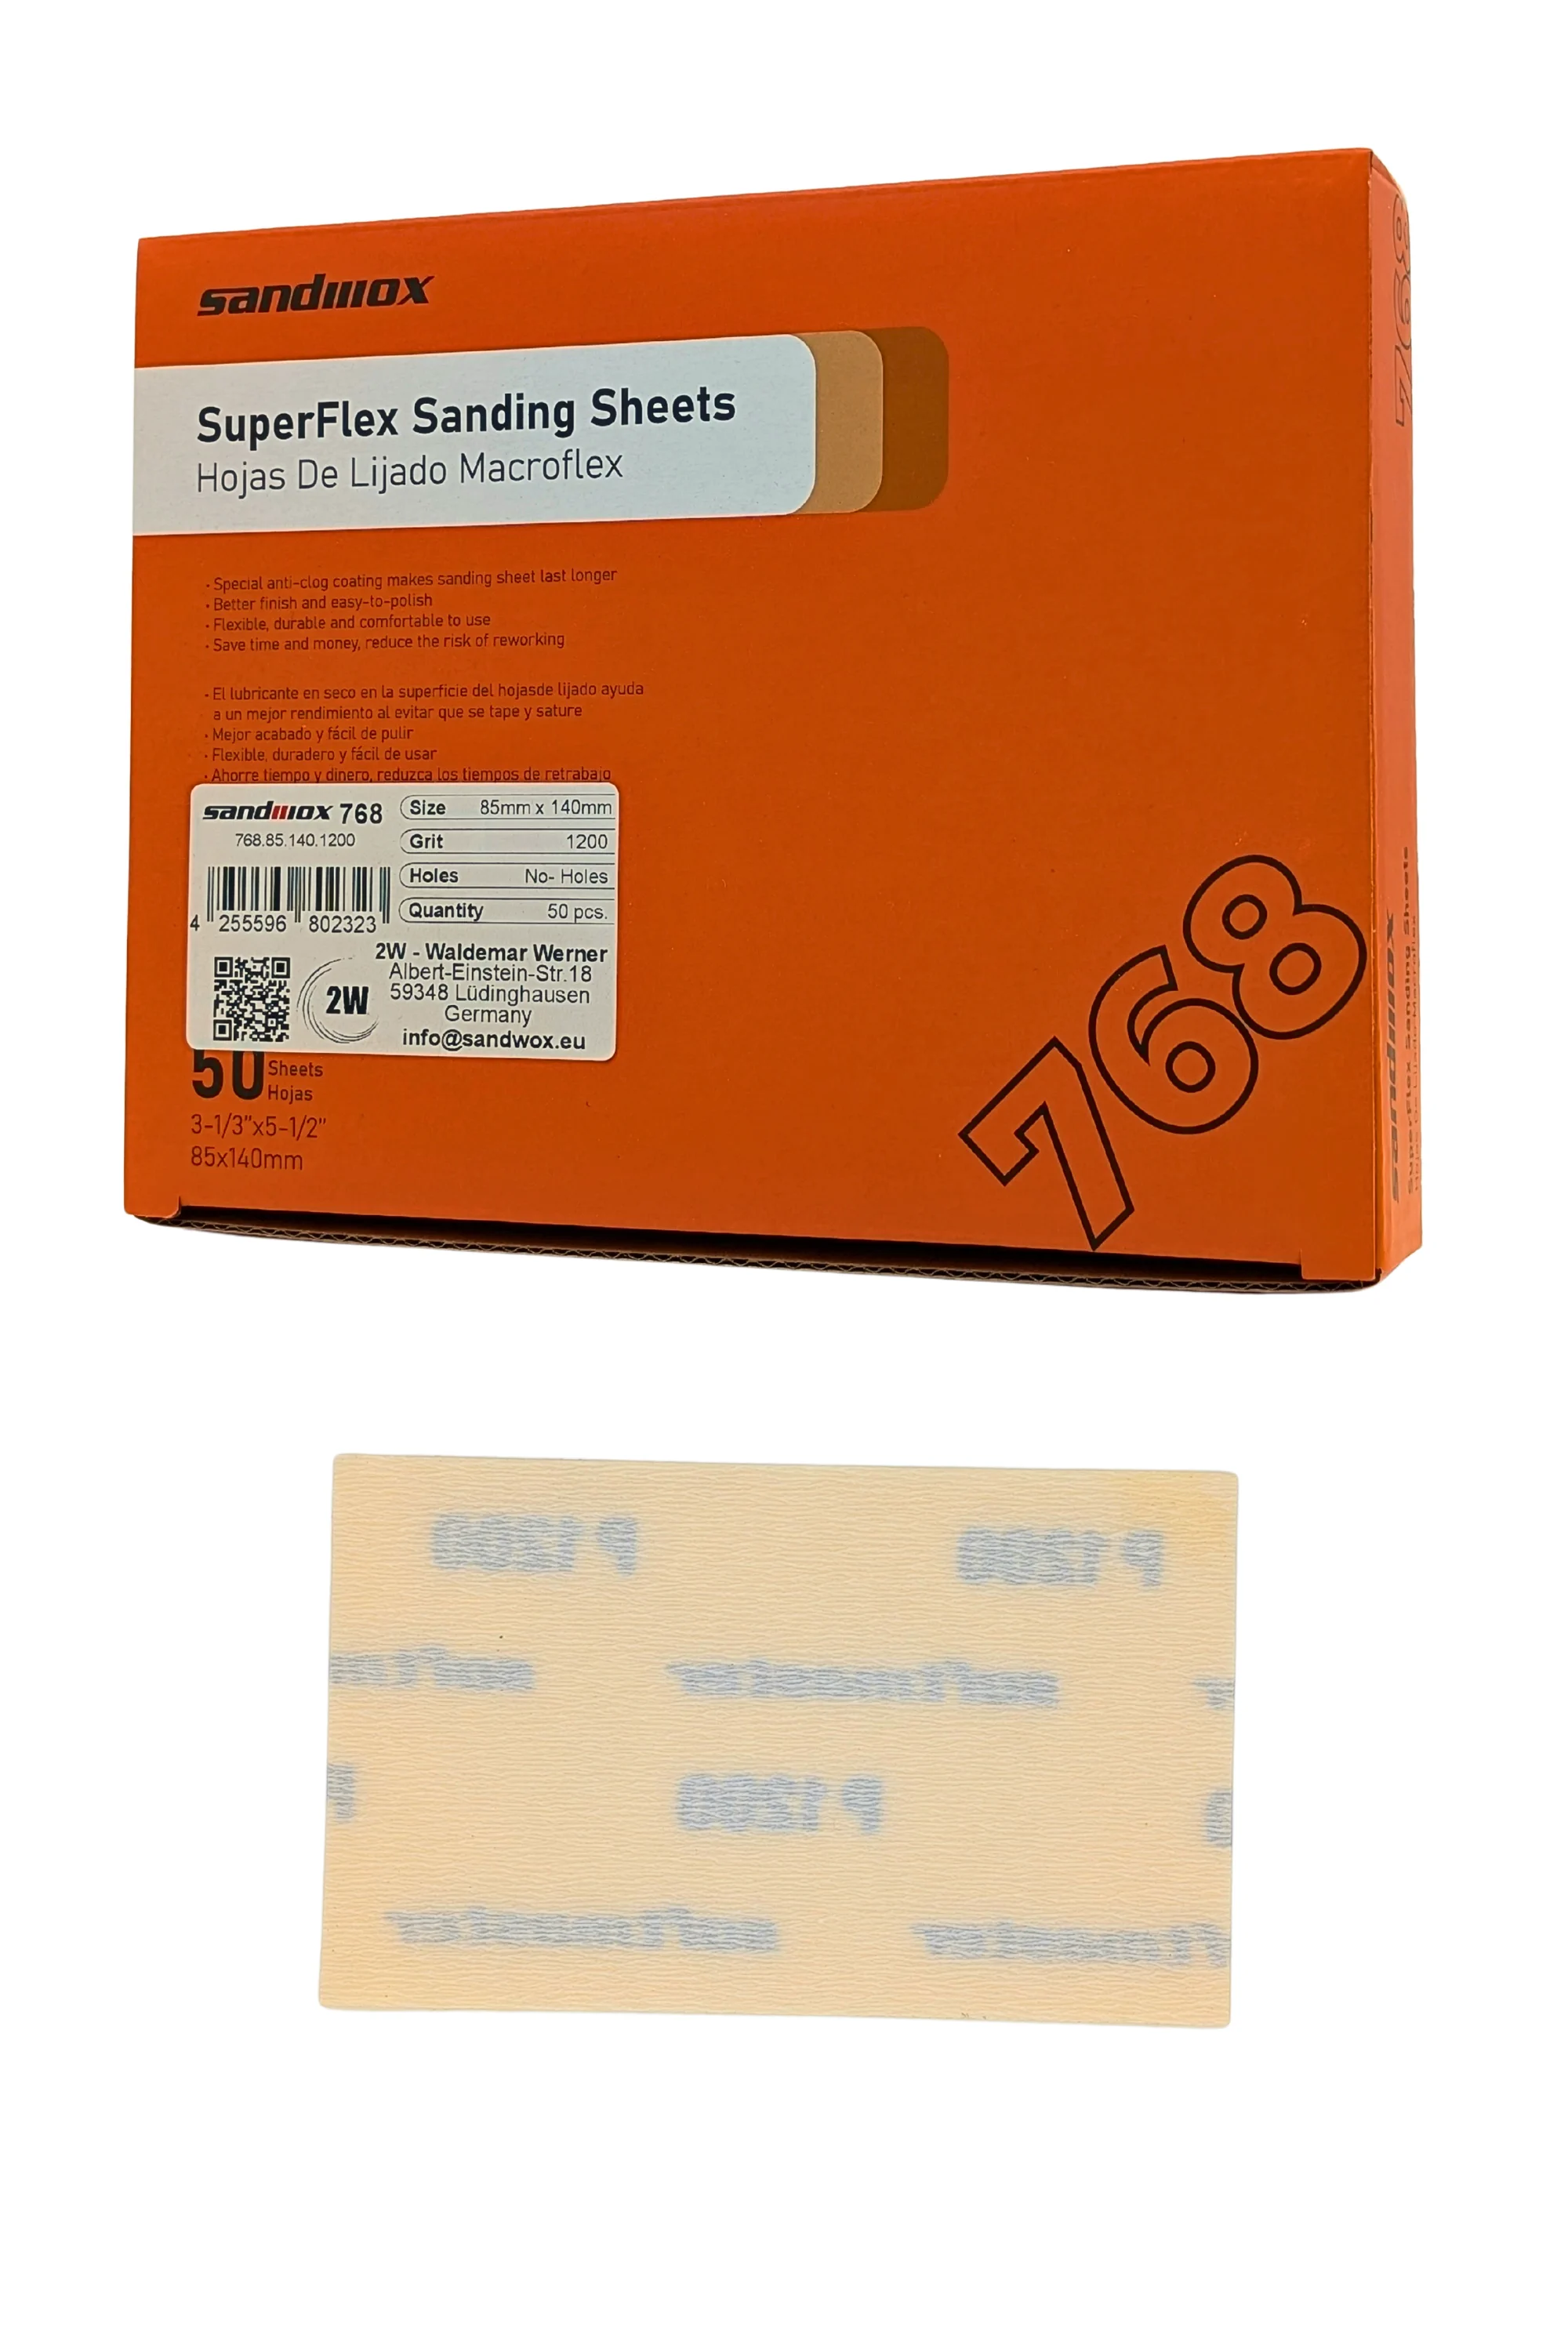 sandwox
SuperFlex Sanding Sheets
Hojas De Lijado Macroflex
· Special anti-clog coating makes sanding sheet last longer
· Better finish and easy-to-polish
· Flexible, durable and comfortable to use
· Save time and money, reduce the risk of reworking
· El lubricante en seco en la superficie del hojasde lijado ayuda
a un mejor rendimiento al evitar que se tape y sature
· Mejor acabado y fácil de pulir
· Flexible, duradero y fácil de usar
· Ahorre tiempo y dinero, reduzca los tiempos de retrabajo
sandwox 768
768.85.140.1200
Size 85mm x 140mm
Grit 1200
Holes No- Holes
Quantity 50 pcs.
4 255596 802323
2W - Waldemar Werner
Albert-Einstein-Str.18
59348 Lüdinghausen
Germany
info@sandwox.eu
2W
50 Sheets
Hojas
3-1/3"x5-1/2"
85x140mm
768
768
sandwox
SuperFlex Sanding Sheets
Hojas De Lijado Macroflex
P1200
P1200
P1200